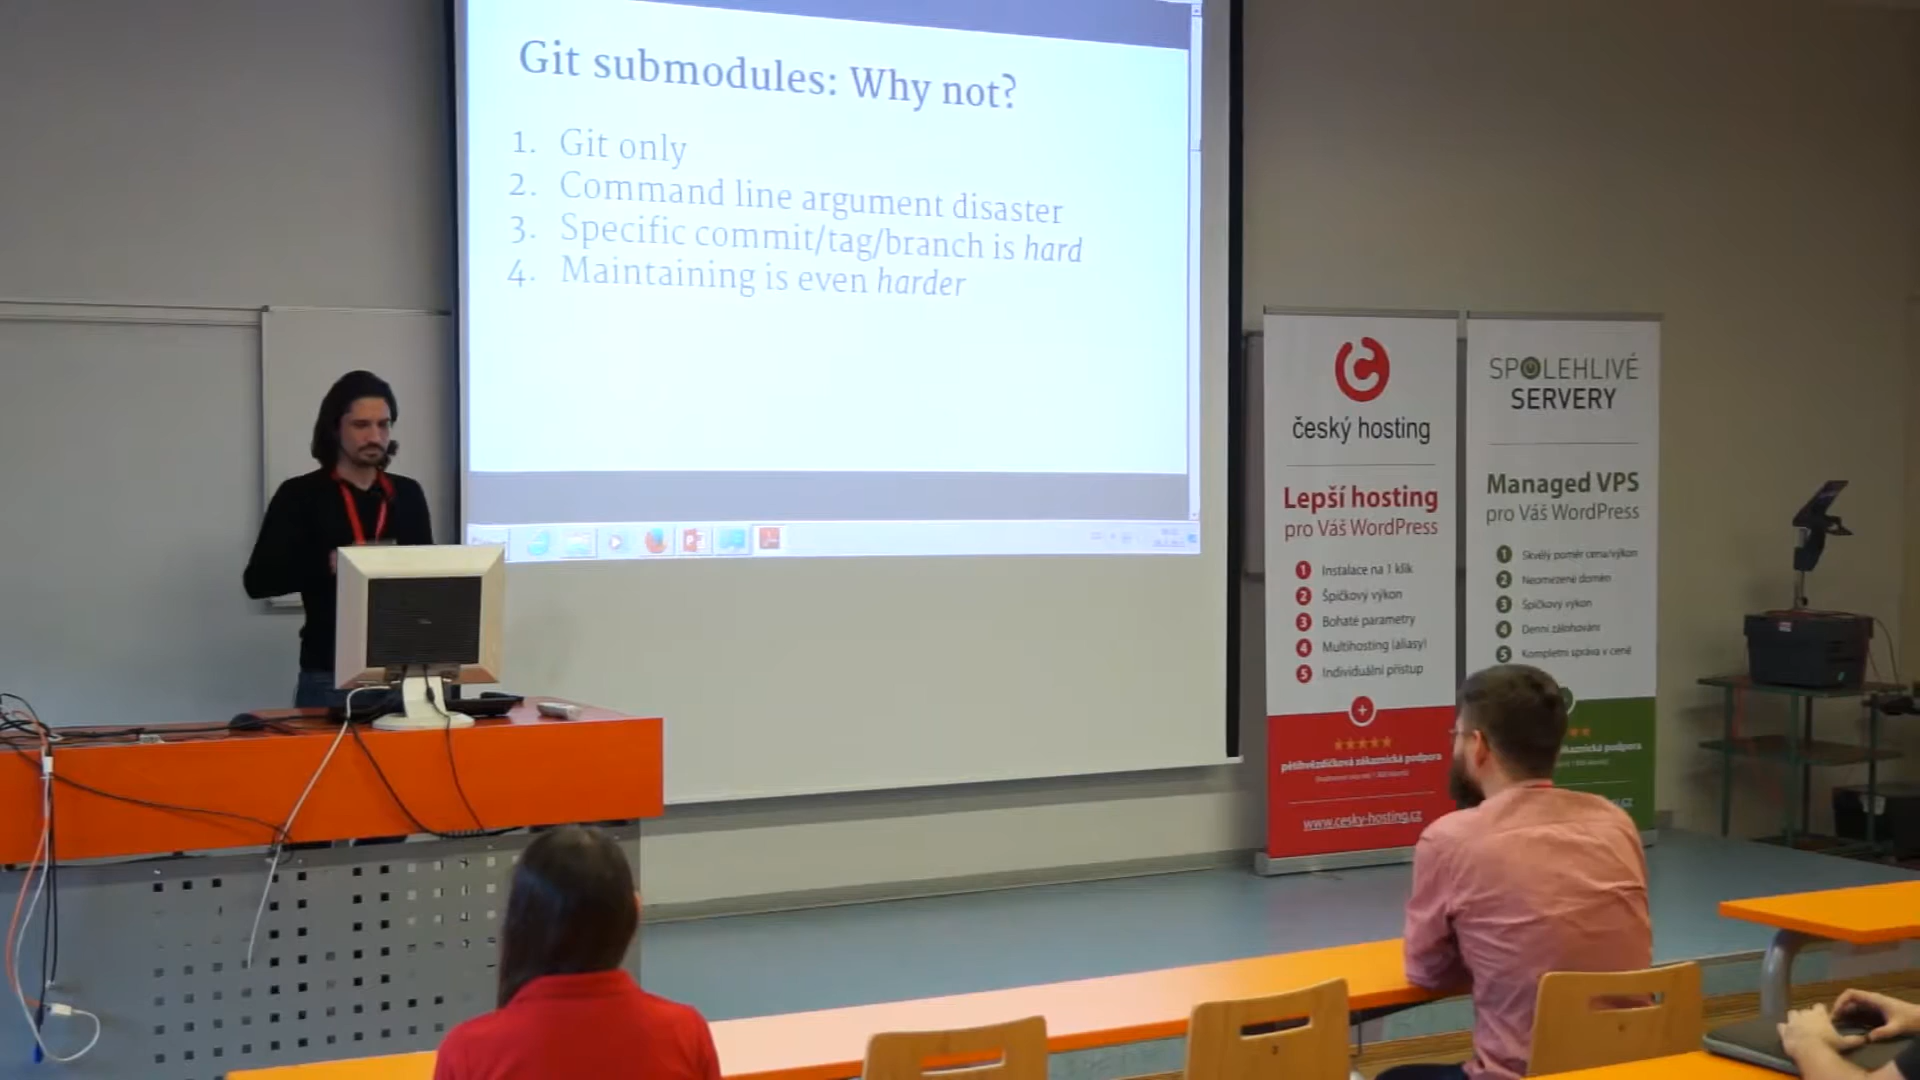 Git submodules: Why not?
1. Git only
2. Command line argument disaster
3. Specific commit/tag/branch is hard
4. Maintaining is even harder
český hosting
Lepší hosting
pro Váš WordPress
1 Instalace na 1 klik
2 Špičkový výkon
3 Bohaté parametry
4 Multihosting (aliasy)
5 Individuální přístup
pětihvězdičková zákaznická podpora
www.cesky-hosting.cz
SPOLEHLIVÉ
SERVERY
Managed VPS
pro Váš WordPress
1 Skvělý poměr cena/výkon
2 Neomezené domén
3 Špičkový výkon
4 Denní zálohování
5 Kompletní správa v ceně
podpora